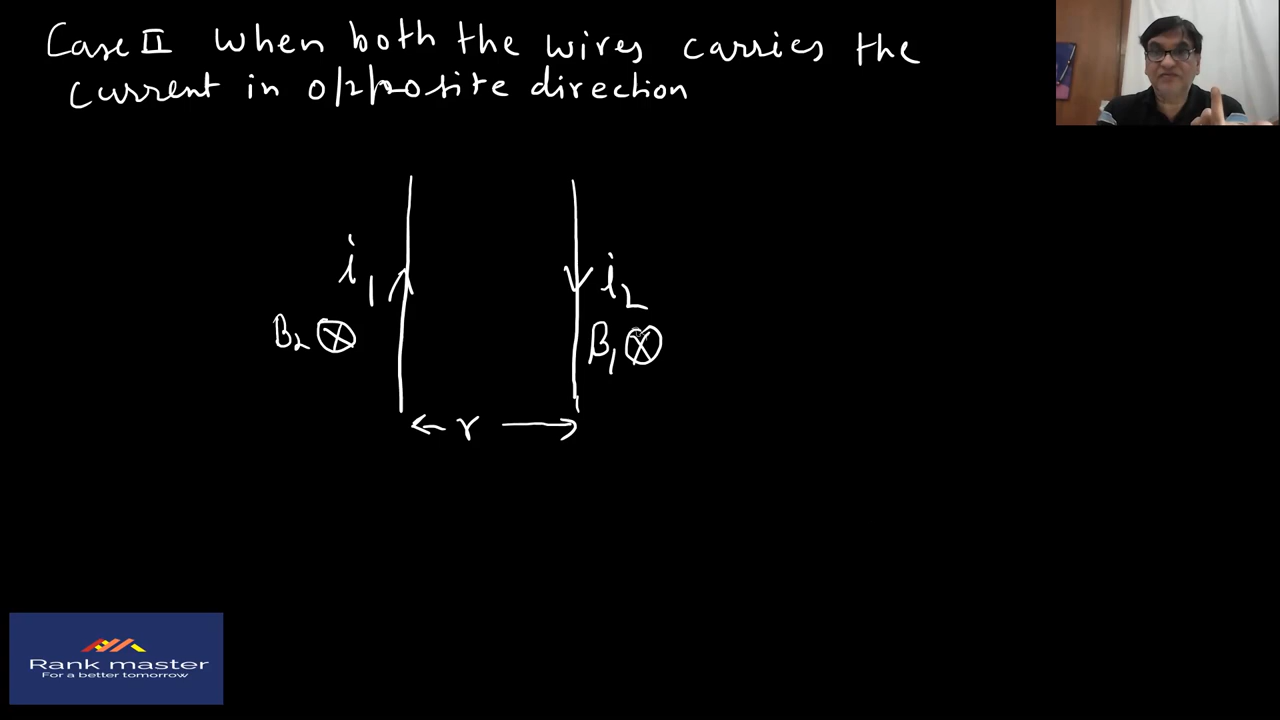 Case II When both the wires carries the
current in opposite direction
i1
i2
B2 ⊗
B1 ⊗
← r →
Rank master
For a better tomorrow